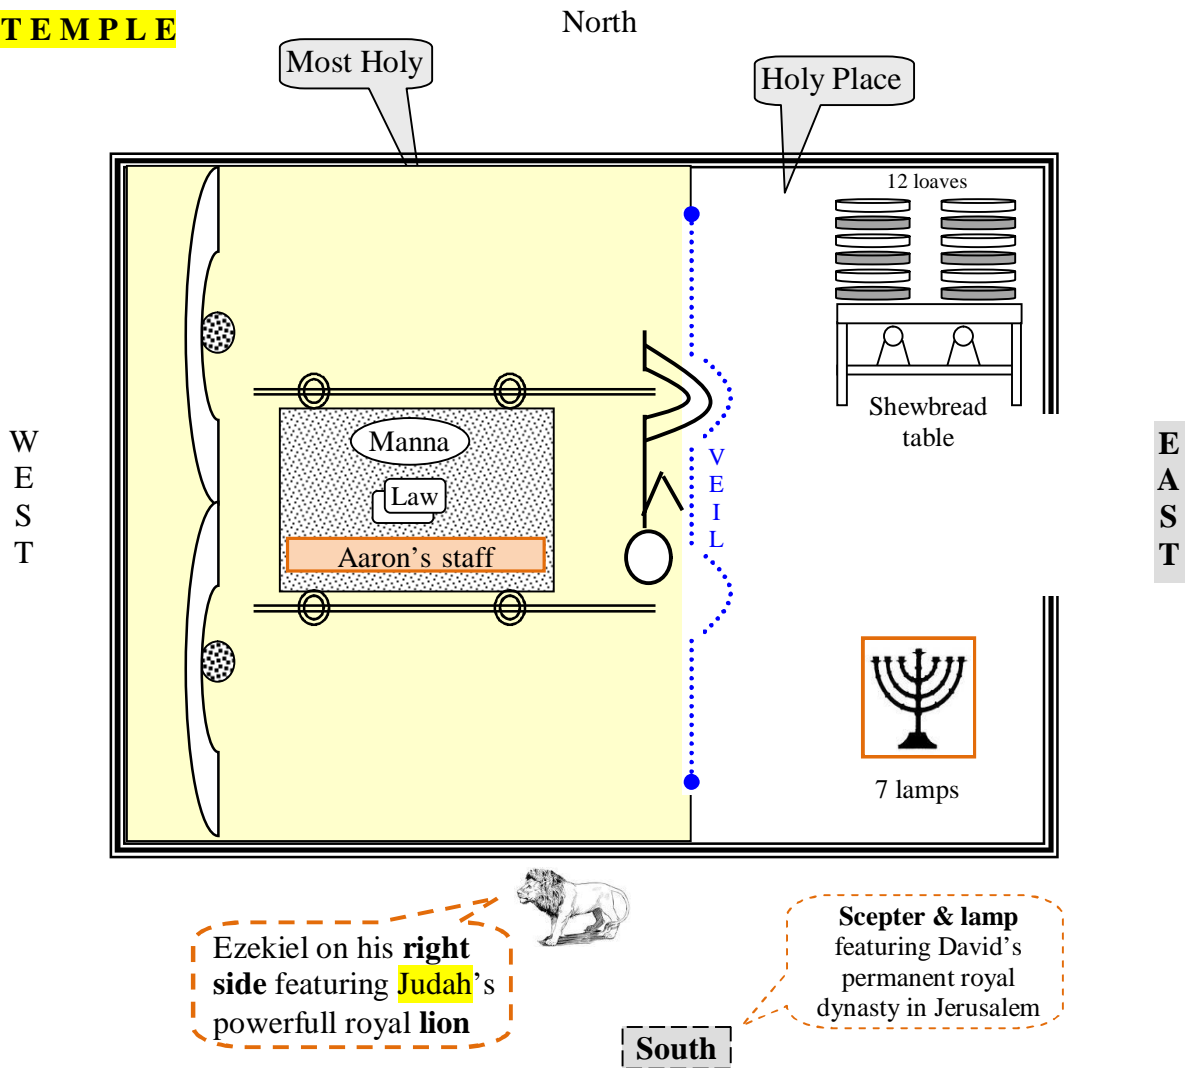 T E M P L E
North
Most Holy
Holy Place
12 loaves
Shewbread
table
W
E
S
T
Manna
Law
Aaron’s staff
V
E
I
L
E
A
S
T
7 lamps
Ezekiel on his right
side featuring Judah’s
powerfull royal lion
Scepter & lamp
featuring David’s
permanent royal
dynasty in Jerusalem
South